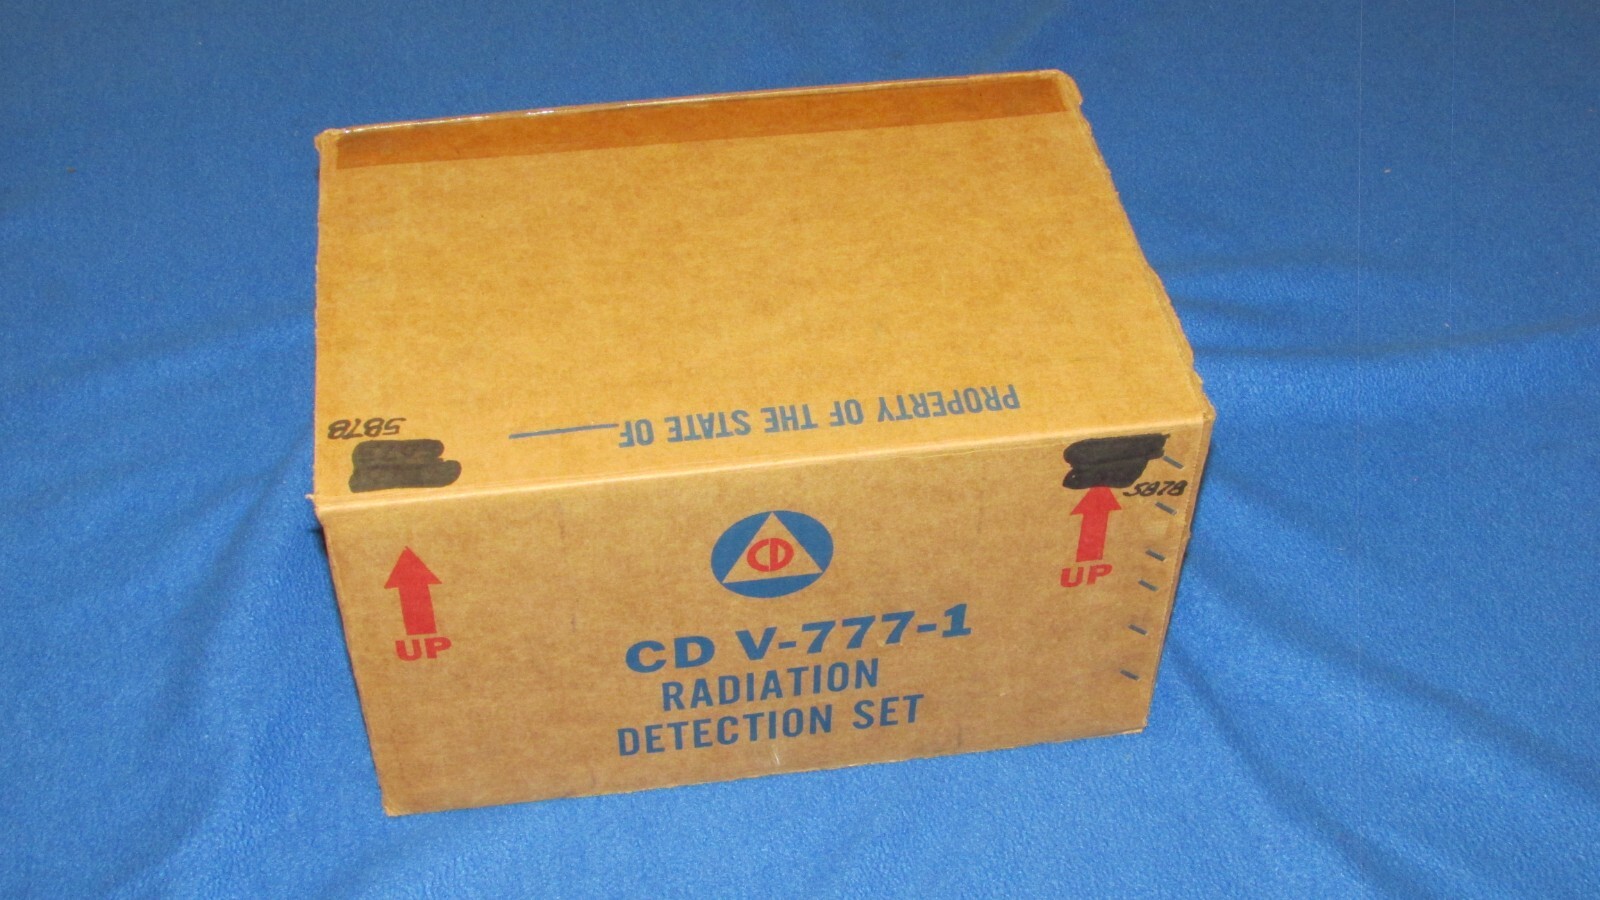 PROPERTY OF THE STATE OF
5878
5878
CD
UP
UP
CD V-777-1
RADIATION
DETECTION SET